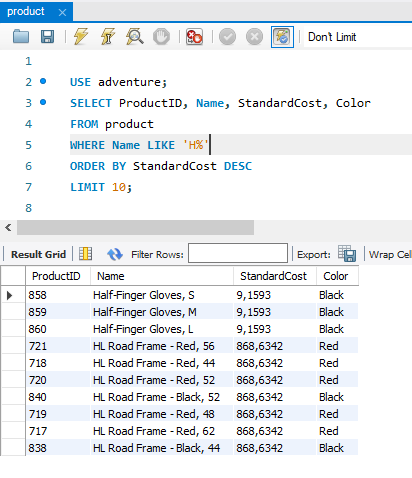 product ×
Don't Limit
1
2 USE adventure;
3 SELECT ProductID, Name, StandardCost, Color
4 FROM product
5 WHERE Name LIKE 'H%'
6 ORDER BY StandardCost DESC
7 LIMIT 10;
8
Result Grid Filter Rows: Export: Wrap Cel
ProductID Name StandardCost Color
858 Half-Finger Gloves, S 9,1593 Black
859 Half-Finger Gloves, M 9,1593 Black
860 Half-Finger Gloves, L 9,1593 Black
721 HL Road Frame - Red, 56 868,6342 Red
718 HL Road Frame - Red, 44 868,6342 Red
720 HL Road Frame - Red, 52 868,6342 Red
840 HL Road Frame - Black, 52 868,6342 Black
719 HL Road Frame - Red, 48 868,6342 Red
717 HL Road Frame - Red, 62 868,6342 Red
838 HL Road Frame - Black, 44 868,6342 Black